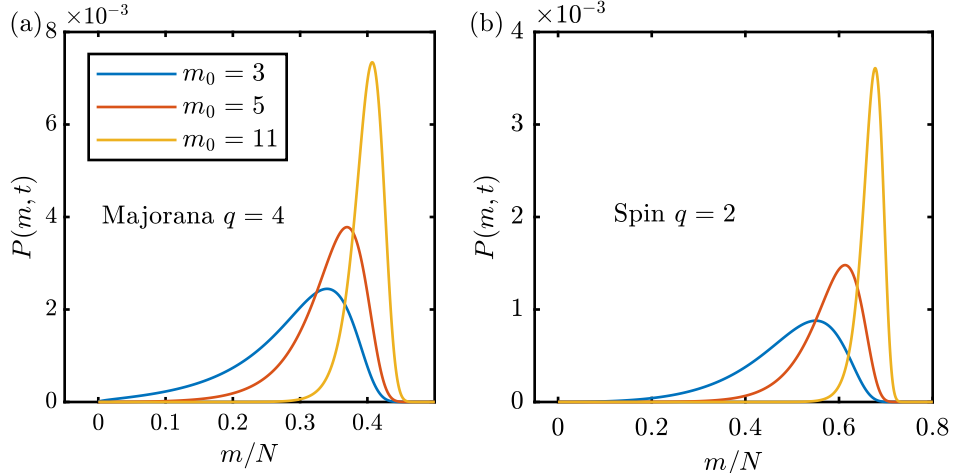 (a)
×10⁻³
8
6
4
2
0
P(m, t)
m₀ = 3
m₀ = 5
m₀ = 11
Majorana q = 4
0 0.1 0.2 0.3 0.4
m/N
(b)
×10⁻³
4
3
2
1
0
P(m, t)
Spin q = 2
0 0.2 0.4 0.6 0.8
m/N